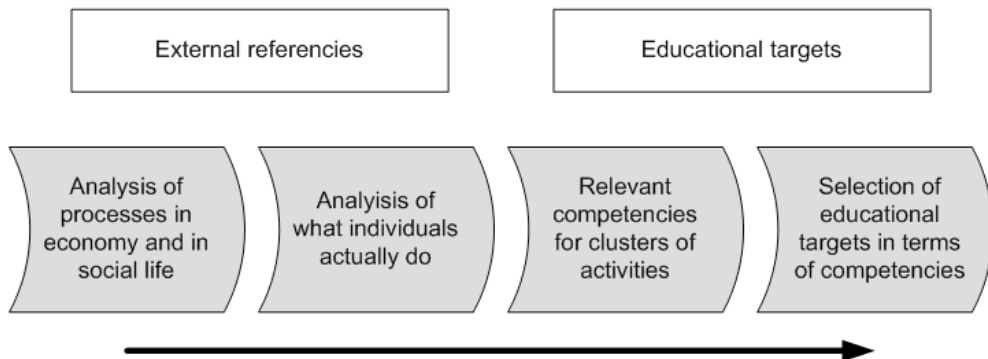 External referencies
Educational targets
Analysis of
processes in
economy and in
social life
Analyisis of
what individuals
actually do
Relevant
competencies
for clusters of
activities
Selection of
educational
targets in terms
of competencies